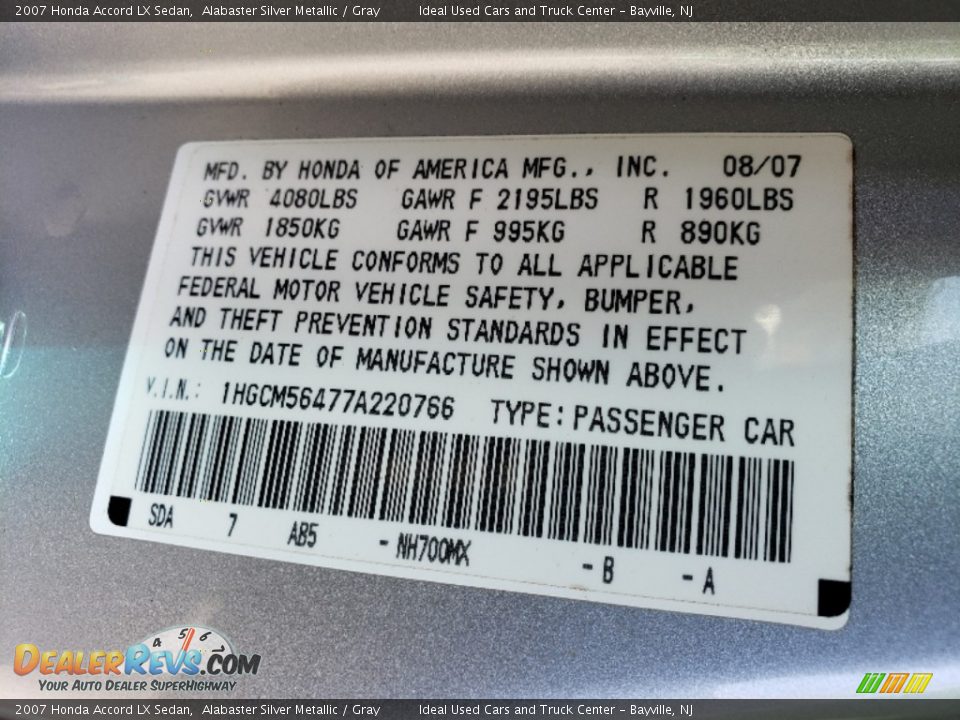 2007 Honda Accord LX Sedan, Alabaster Silver Metallic / Gray Ideal Used Cars and Truck Center - Bayville, NJ
MFD. BY HONDA OF AMERICA MFG., INC. 08/07
GVWR 4080LBS GAWR F 2195LBS R 1960LBS
GVWR 1850KG GAWR F 995KG R 890KG
THIS VEHICLE CONFORMS TO ALL APPLICABLE
FEDERAL MOTOR VEHICLE SAFETY, BUMPER,
AND THEFT PREVENTION STANDARDS IN EFFECT
ON THE DATE OF MANUFACTURE SHOWN ABOVE.
V.I.N.: 1HGCM56477A220766 TYPE: PASSENGER CAR
SDA 7 AB5 - NH700MX - B - A
4 5 6 7
DealerRevs.com
Your Auto Dealer SuperHighway
2007 Honda Accord LX Sedan, Alabaster Silver Metallic / Gray Ideal Used Cars and Truck Center - Bayville, NJ